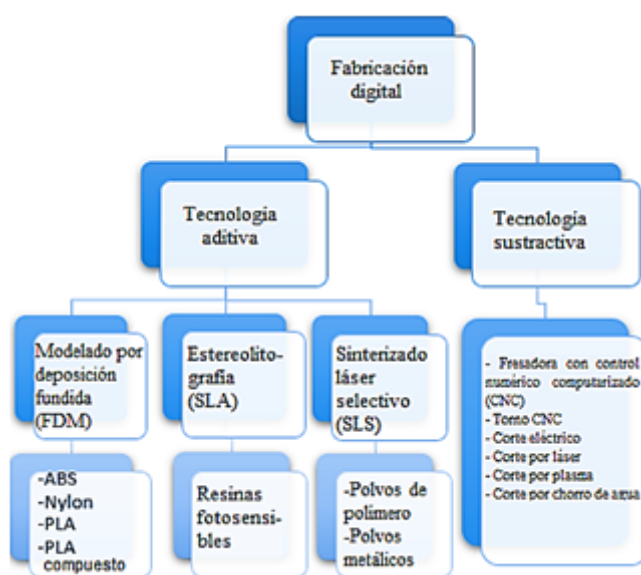 Fabricación
digital
Tecnología
aditiva
Tecnología
sustractiva
Modelado por
deposición
fundida
(FDM)
Estereolito-
grafía
(SLA)
Sinterizado
láser
selectivo
(SLS)
- Fresadora con control
numérico computarizado
(CNC)
- Torno CNC
- Corte eléctrico
- Corte por láser
- Corte por plasma
- Corte por chorro de agua
-ABS
-Nylon
-PLA
-PLA
compuesto
Resinas
fotosensi-
bles
-Polvos de
polímero
-Polvos
metálicos